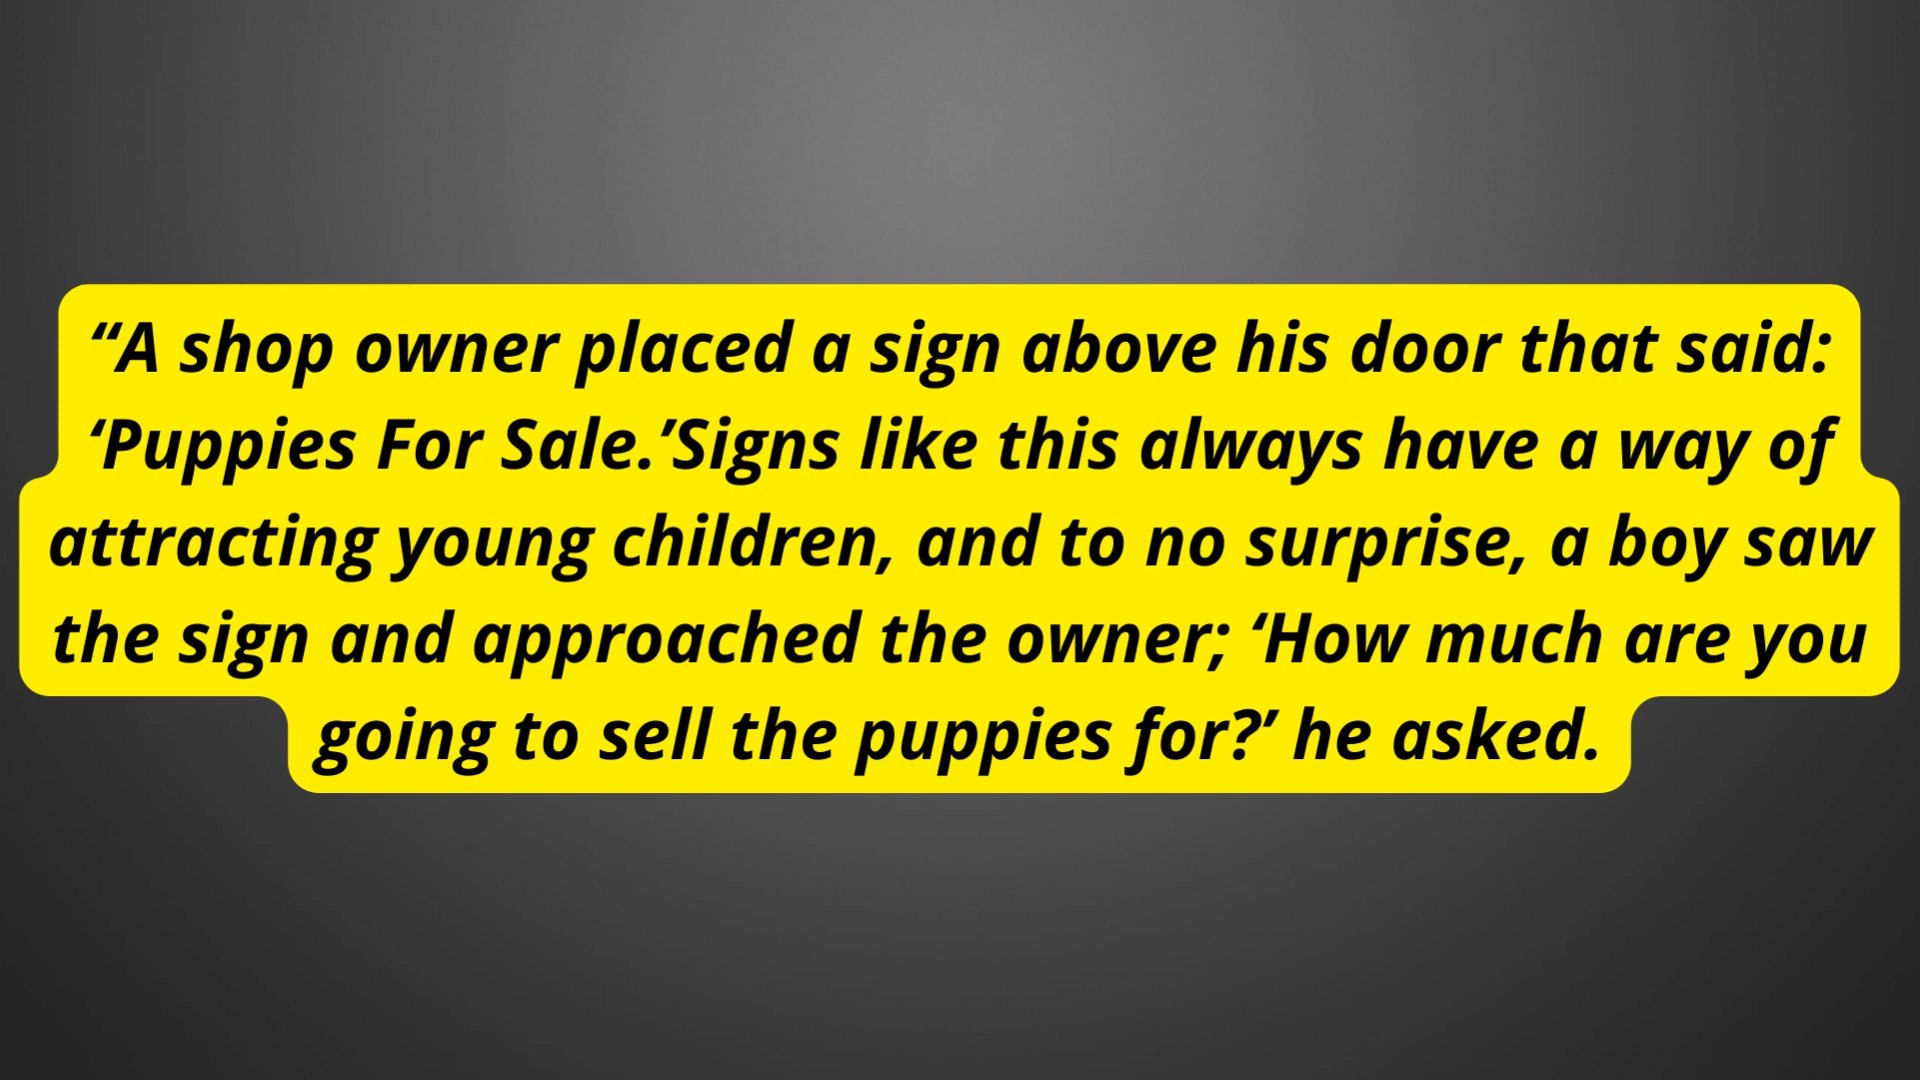 “A shop owner placed a sign above his door that said:
‘Puppies For Sale.’Signs like this always have a way of
attracting young children, and to no surprise, a boy saw
the sign and approached the owner; ‘How much are you
going to sell the puppies for?’ he asked.